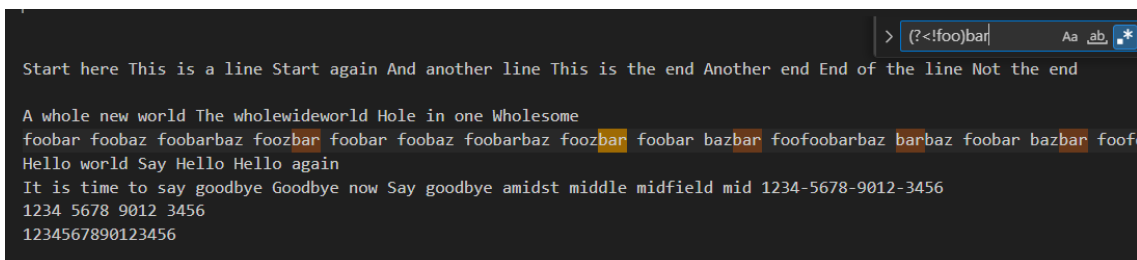 (?<!foo)bar
Aa ab
Start here This is a line Start again And another line This is the end Another end End of the line Not the end
A whole new world The wholewideworld Hole in one Wholesome
foobar foobaz foobarbaz foozbar foobar foobaz foobarbaz foozbar foobar bazbar foofoobarbaz barbaz foobar bazbar foof
Hello world Say Hello Hello again
It is time to say goodbye Goodbye now Say goodbye amidst middle midfield mid 1234-5678-9012-3456
1234 5678 9012 3456
1234567890123456